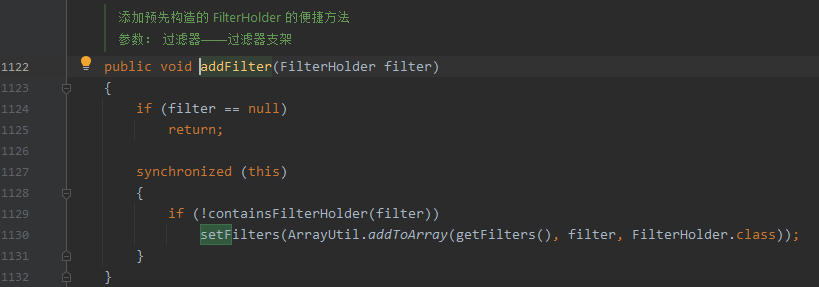 添加预先构造的 FilterHolder 的便捷方法
参数: 过滤器——过滤器支架
1122 public void addFilter(FilterHolder filter)
1123 {
1124 if (filter == null)
1125 return;
1126
1127 synchronized (this)
1128 {
1129 if (!containsFilterHolder(filter))
1130 setFilters(ArrayUtil.addToArray(getFilters(), filter, FilterHolder.class));
1131 }
1132 }